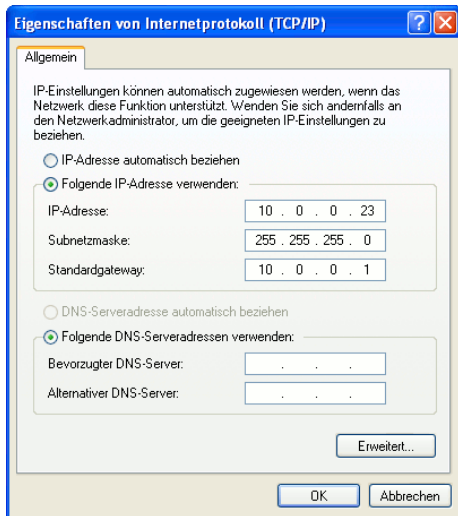 Eigenschaften von Internetprotokoll (TCP/IP)
Allgemein
IP-Einstellungen können automatisch zugewiesen werden, wenn das
Netzwerk diese Funktion unterstützt. Wenden Sie sich andernfalls an
den Netzwerkadministrator, um die geeigneten IP-Einstellungen zu
beziehen.
IP-Adresse automatisch beziehen
Folgende IP-Adresse verwenden:
IP-Adresse: 10 . 0 . 0 . 23
Subnetzmaske: 255 . 255 . 255 . 0
Standardgateway: 10 . 0 . 0 . 1
DNS-Serveradresse automatisch beziehen
Folgende DNS-Serveradressen verwenden:
Bevorzugter DNS-Server: . . .
Alternativer DNS-Server: . . .
Erweitert...
OK Abbrechen